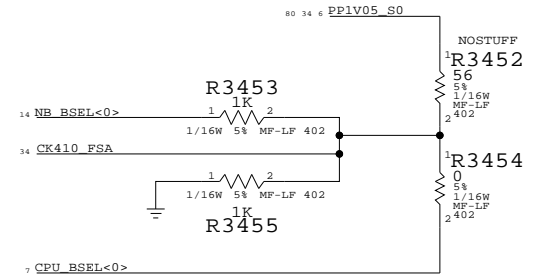 80 34 6 PP1V05_S0
NOSTUFF
1 R3452
56
5%
1/16W
MF-LF
2 402
R3453
1K
1 2
14 NB_BSEL<0>
1/16W 5% MF-LF 402
34 CK410_FSA
1 R3454
0
5%
1/16W
MF-LF
2 402
1 2
1/16W 5% MF-LF 402
1K
R3455
7 CPU_BSEL<0>